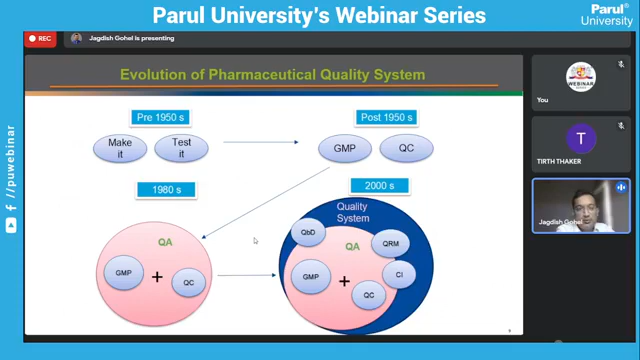 Parul University's Webinar Series
Parul®
University
REC
Jagdish Gohel is presenting
Evolution of Pharmaceutical Quality System
Pre 1950 s
Post 1950 s
Make
it
Test
it
GMP
QC
1980 s
2000 s
QA
GMP
+
QC
Quality
System
QbD
QA
QRM
GMP
+
CI
QC
WEBINAR
You
T
TIRTH THAKER
Jagdish Gohel
/puwebinar